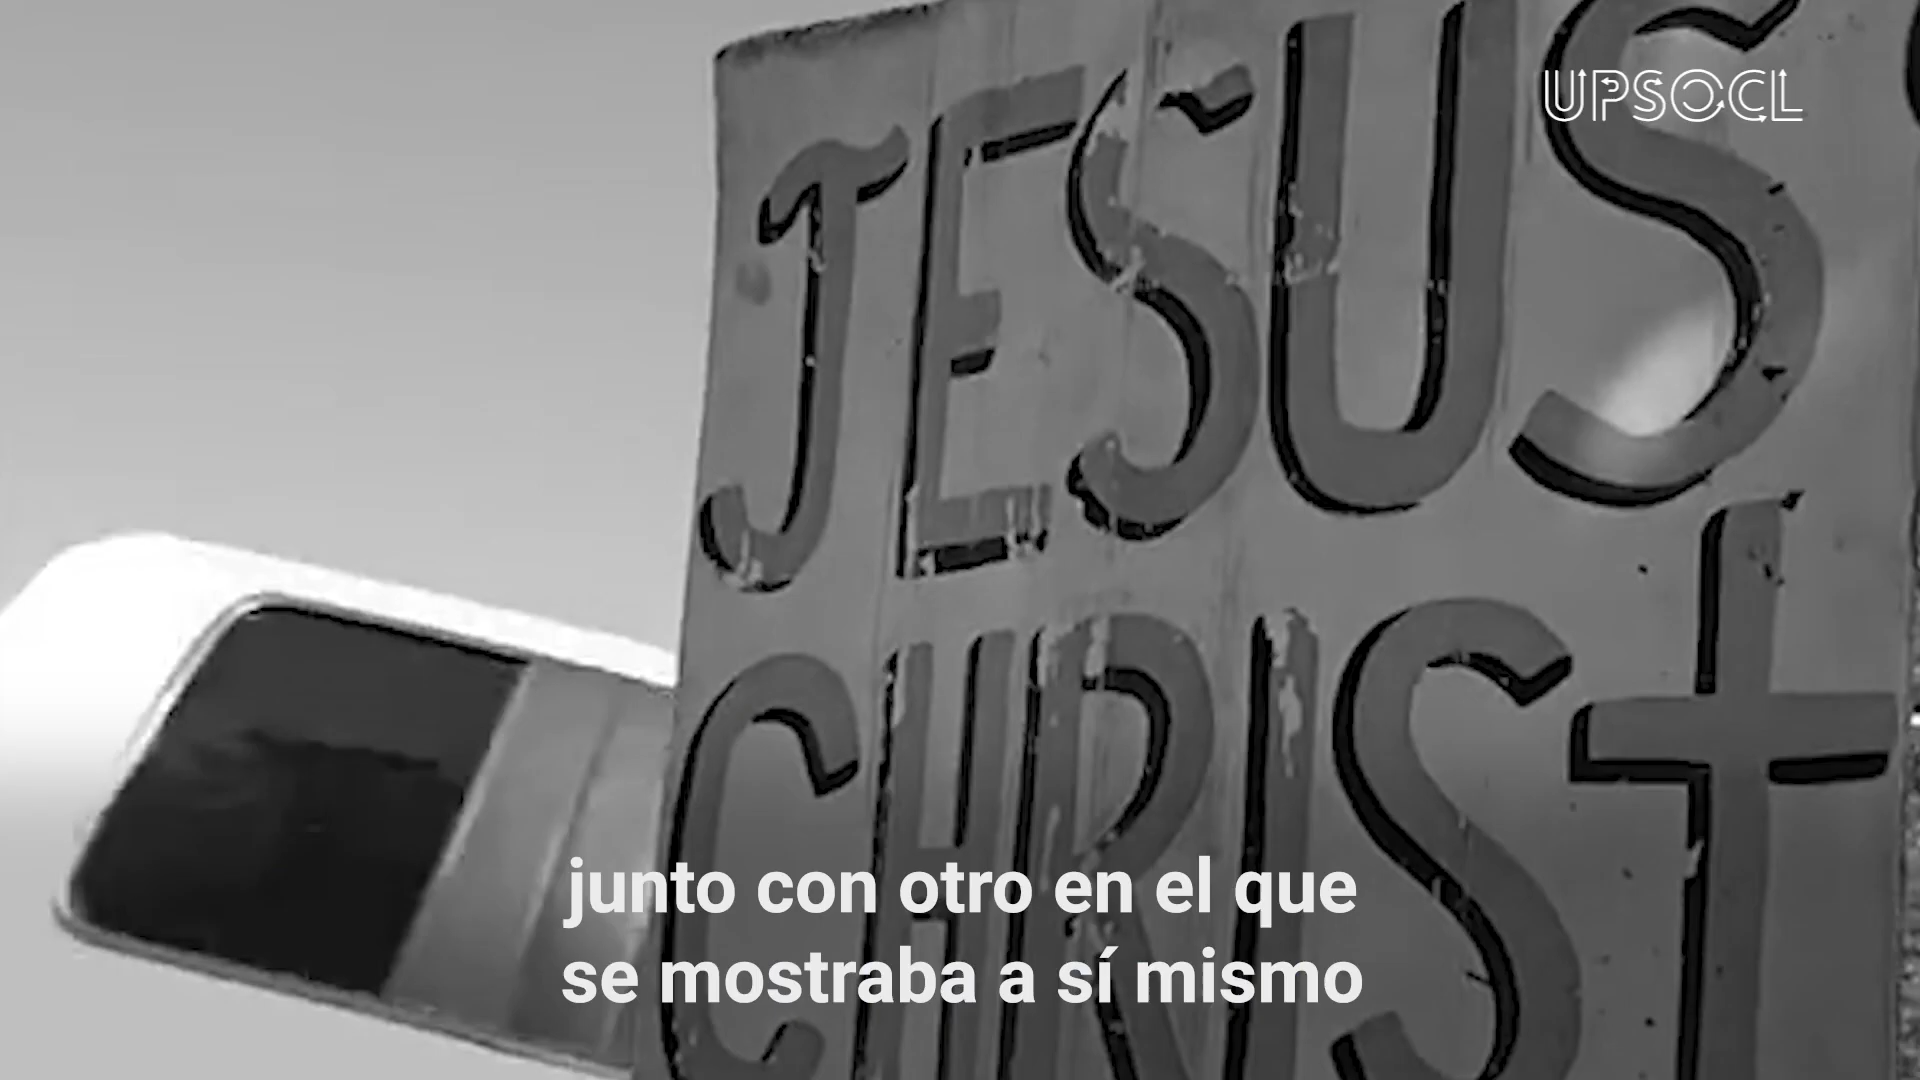 UPSOCL
JESUS
CHRIST
junto con otro en el que
se mostraba a sí mismo